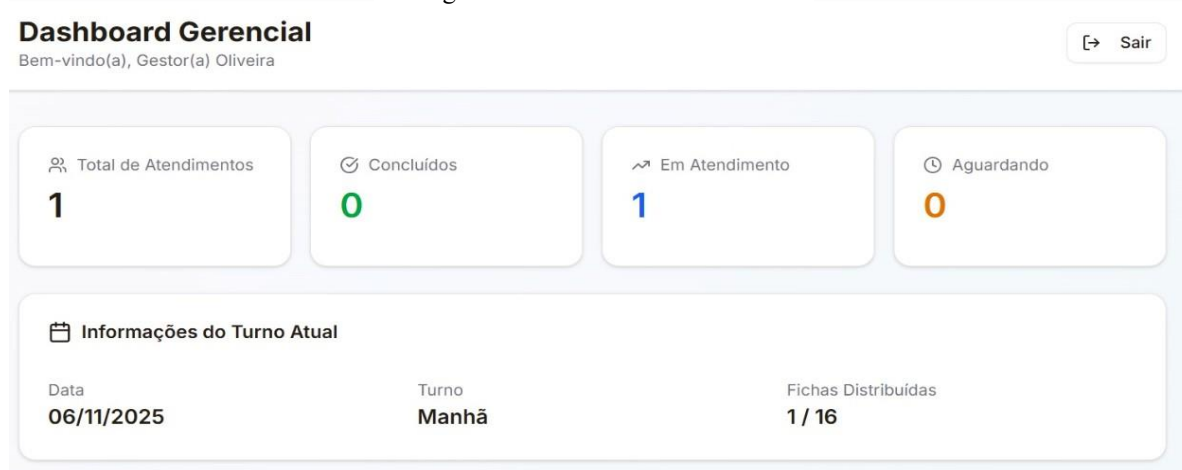 Dashboard Gerencial
Bem-vindo(a), Gestor(a) Oliveira
Sair
Total de Atendimentos
1
Concluídos
0
Em Atendimento
1
Aguardando
0
Informações do Turno Atual
Data
06/11/2025
Turno
Manhã
Fichas Distribuídas
1 / 16